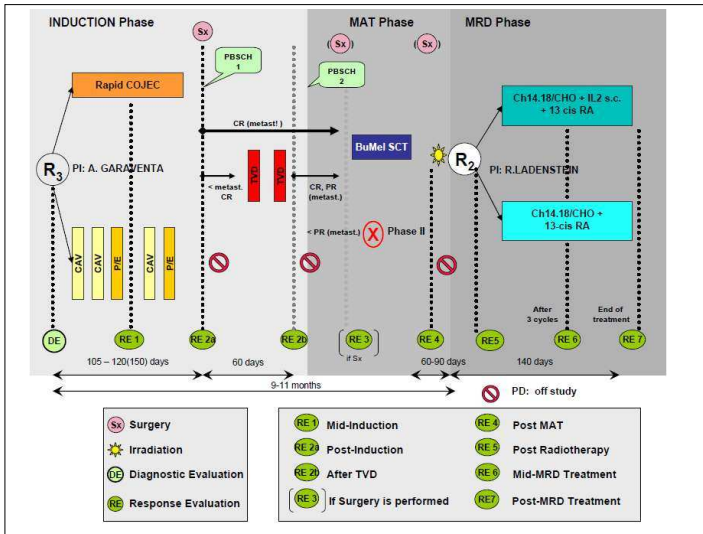 INDUCTION Phase
MAT Phase
MRD Phase
Sx
(Sx)
(Sx)
PBSCH
1
PBSCH
2
Rapid COJEC
Ch14.18/CHO + IL2 s.c.
+ 13 cis RA
CR (metast! )
BuMel SCT
R3
PI: A. GARAVENTA
R2
PI: R.LADENSTEIN
< metast.
CR
TVD
TVD
CR, PR
(metast.)
Ch14.18/CHO +
13-cis RA
< PR (metast.)
X
Phase II
CAV
CAV
P/E
CAV
P/E
After
3 cycles
End of
treatment
DE
RE 1
RE 2a
RE 2b
RE 3
if Sx
RE 4
RE5
RE 6
RE 7
105 – 120(150) days
60 days
60-90 days
140 days
9-11 months
PD: off study
Sx Surgery
Irradiation
DE Diagnostic Evaluation
RE Response Evaluation
RE 1 Mid-Induction
RE 2a Post-Induction
RE 2b After TVD
RE 3 If Surgery is performed
RE 4 Post MAT
RE 5 Post Radiotherapy
RE 6 Mid-MRD Treatment
RE7 Post-MRD Treatment